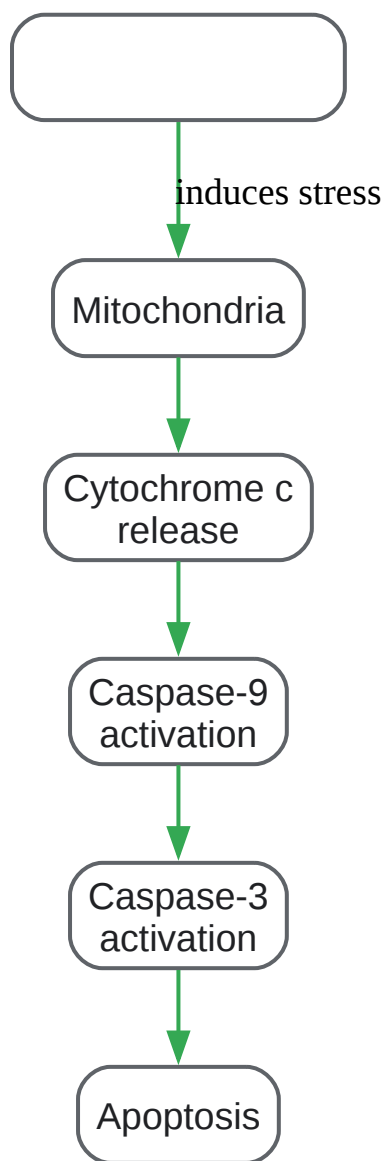 induces stress
Mitochondria
Cytochrome c
release
Caspase-9
activation
Caspase-3
activation
Apoptosis